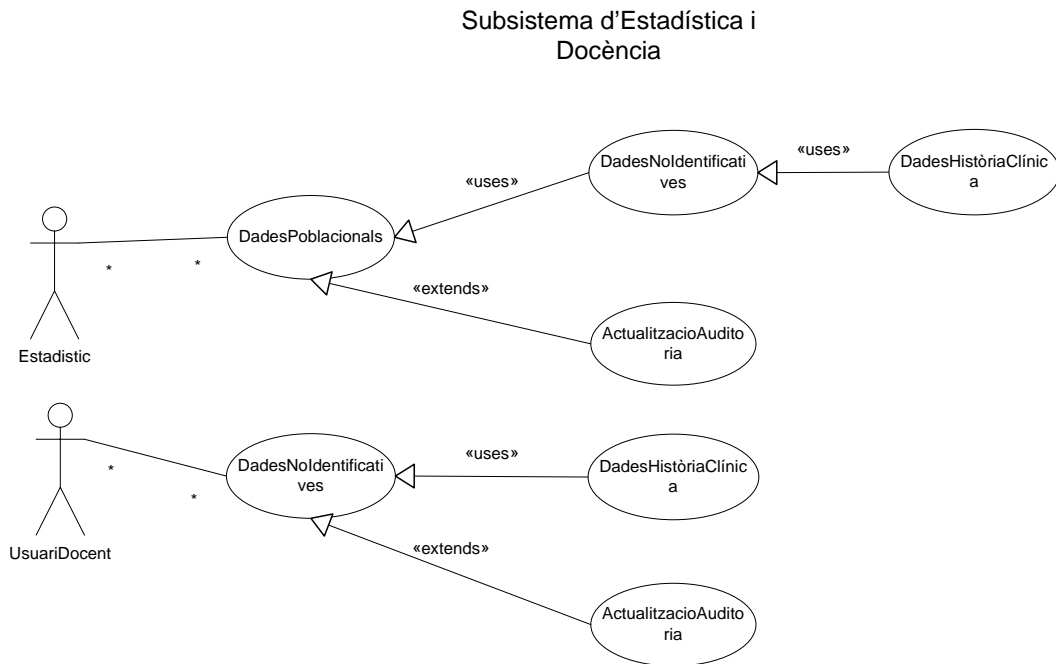 Subsistema d'Estadística i
Docència
«uses»
DadesNoIdentificati
ves
DadesHistòriaClínic
a
«uses»
DadesPoblacionals
*
*
«extends»
ActualitzacioAudito
ria
Estadistic
«uses»
DadesNoIdentificati
ves
DadesHistòriaClínic
a
*
*
«extends»
UsuariDocent
ActualitzacioAudito
ria